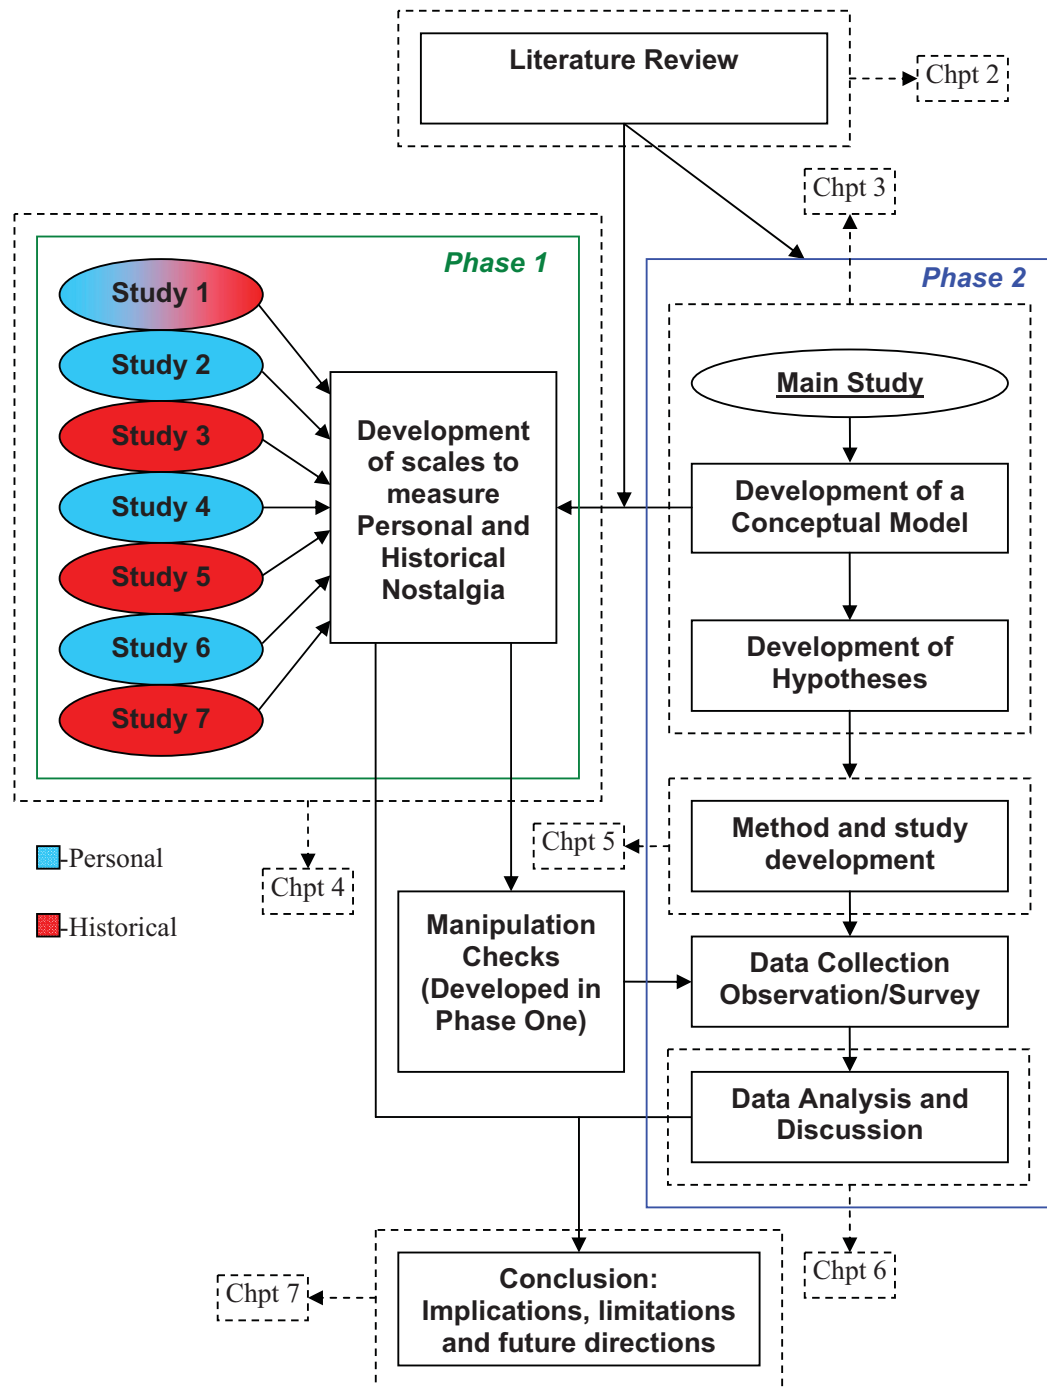 Literature Review
Chpt 2
Chpt 3
Phase 1
Study 1
Study 2
Study 3
Study 4
Study 5
Study 6
Study 7
Development
of scales to
measure
Personal and
Historical
Nostalgia
Phase 2
Main Study
Development of a
Conceptual Model
Development of
Hypotheses
Method and study
development
Chpt 5
-Personal
-Historical
Chpt 4
Manipulation
Checks
(Developed in
Phase One)
Data Collection
Observation/Survey
Data Analysis and
Discussion
Chpt 6
Chpt 7
Conclusion:
Implications, limitations
and future directions